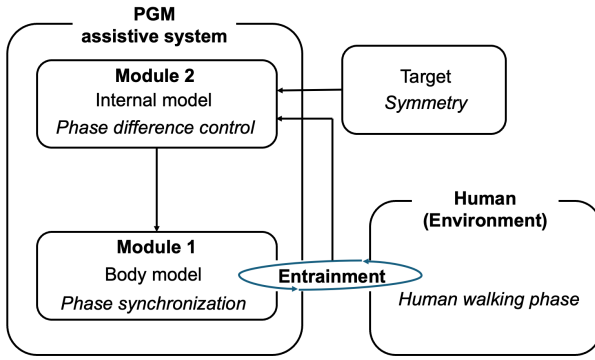 PGM
assistive system
Module 2
Internal model
Phase difference control
Target
Symmetry
Human
(Environment)
Module 1
Body model
Phase synchronization
Entrainment
Human walking phase